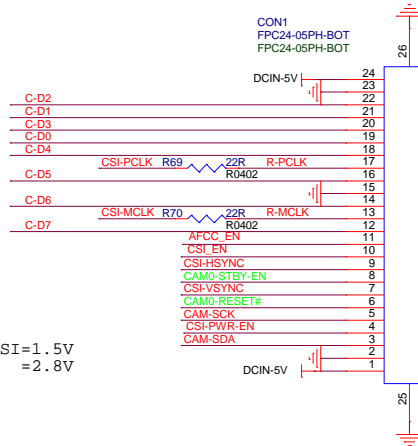 CON1
FPC24-05PH-BOT
FPC24-05PH-BOT
26
DCIN-5V 24
23
C-D2 22
C-D1 21
C-D3 20
C-D0 19
C-D4 18
CSI-PCLK R69 22R R-PCLK 17
R0402
C-D5 16
15
C-D6 14
CSI-MCLK R70 22R R-MCLK 13
R0402
C-D7 12
AFCC_EN 11
CSI_EN 10
CSI-HSYNC 9
CAM0-STBY-EN 8
CSI-VSYNC 7
CAM0-RESET# 6
CAM-SCK 5
CSI-PWR-EN 4
CAM-SDA 3
SI=1.5V
=2.8V
2
DCIN-5V 1
25